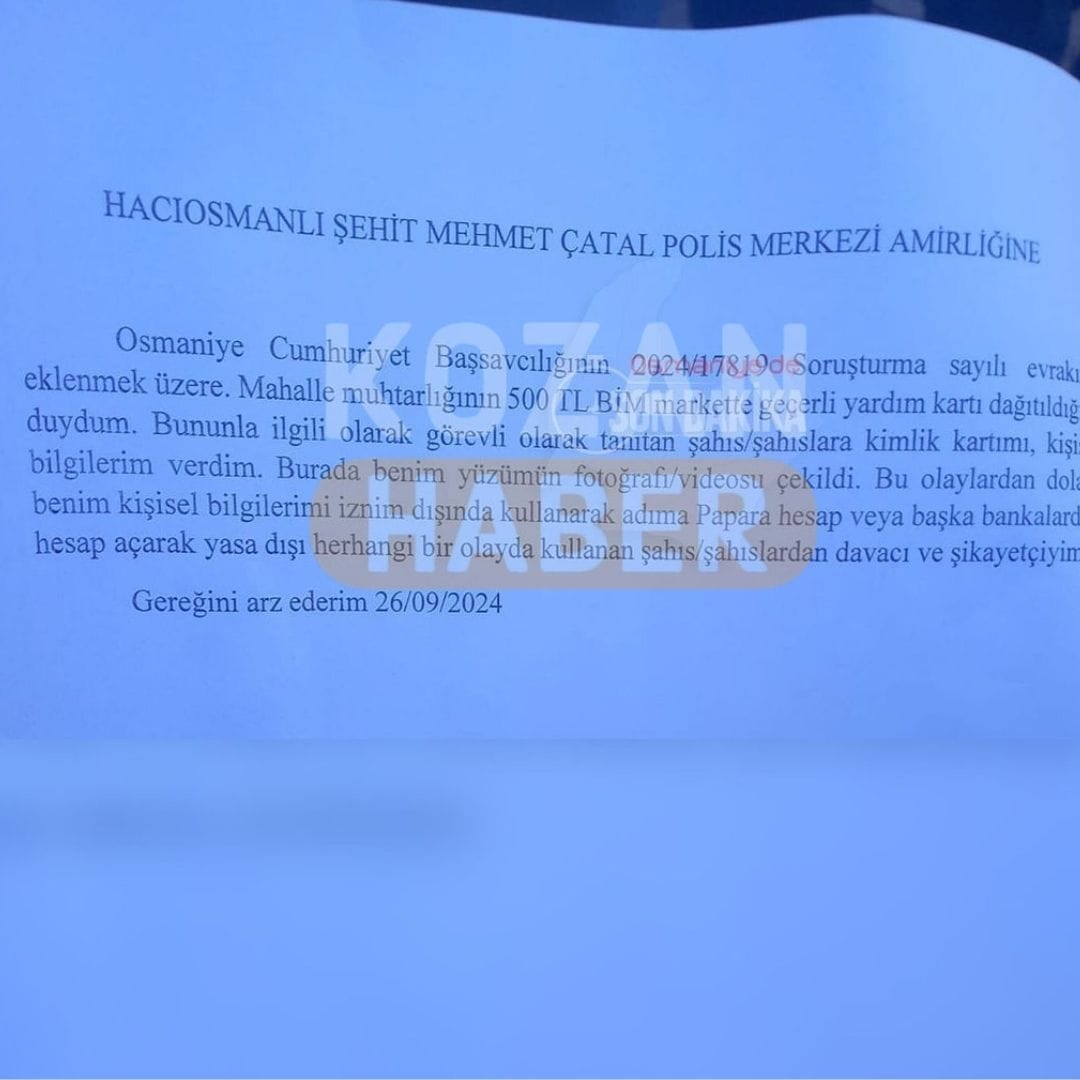 HACIOSMANLI ŞEHİT MEHMET ÇATAL POLİS MERKEZİ AMİRLİĞİNE
Osmaniye Cumhuriyet Başsavcılığının Soruşturma sayılı evrakı
eklenmek üzere. Mahalle muhtarlığının 500 TL BİM markette geçerli yardım kartı dağıtıldığ
duydum. Bununla ilgili olarak görevli olarak tanıtan şahıs/şahıslara kimlik kartımı, kişi
bilgilerim verdim. Burada benim yüzümün fotoğrafı/videosu çekildi. Bu olaylardan dola
benim kişisel bilgilerimi iznim dışında kullanarak adıma Papara hesap veya başka bankalard
hesap açarak yasa dışı herhangi bir olayda kullanan şahıs/şahıslardan davacı ve şikayetçiyim
Gereğini arz ederim 26/09/2024
KOZAN
SON DAKİKA
HABER